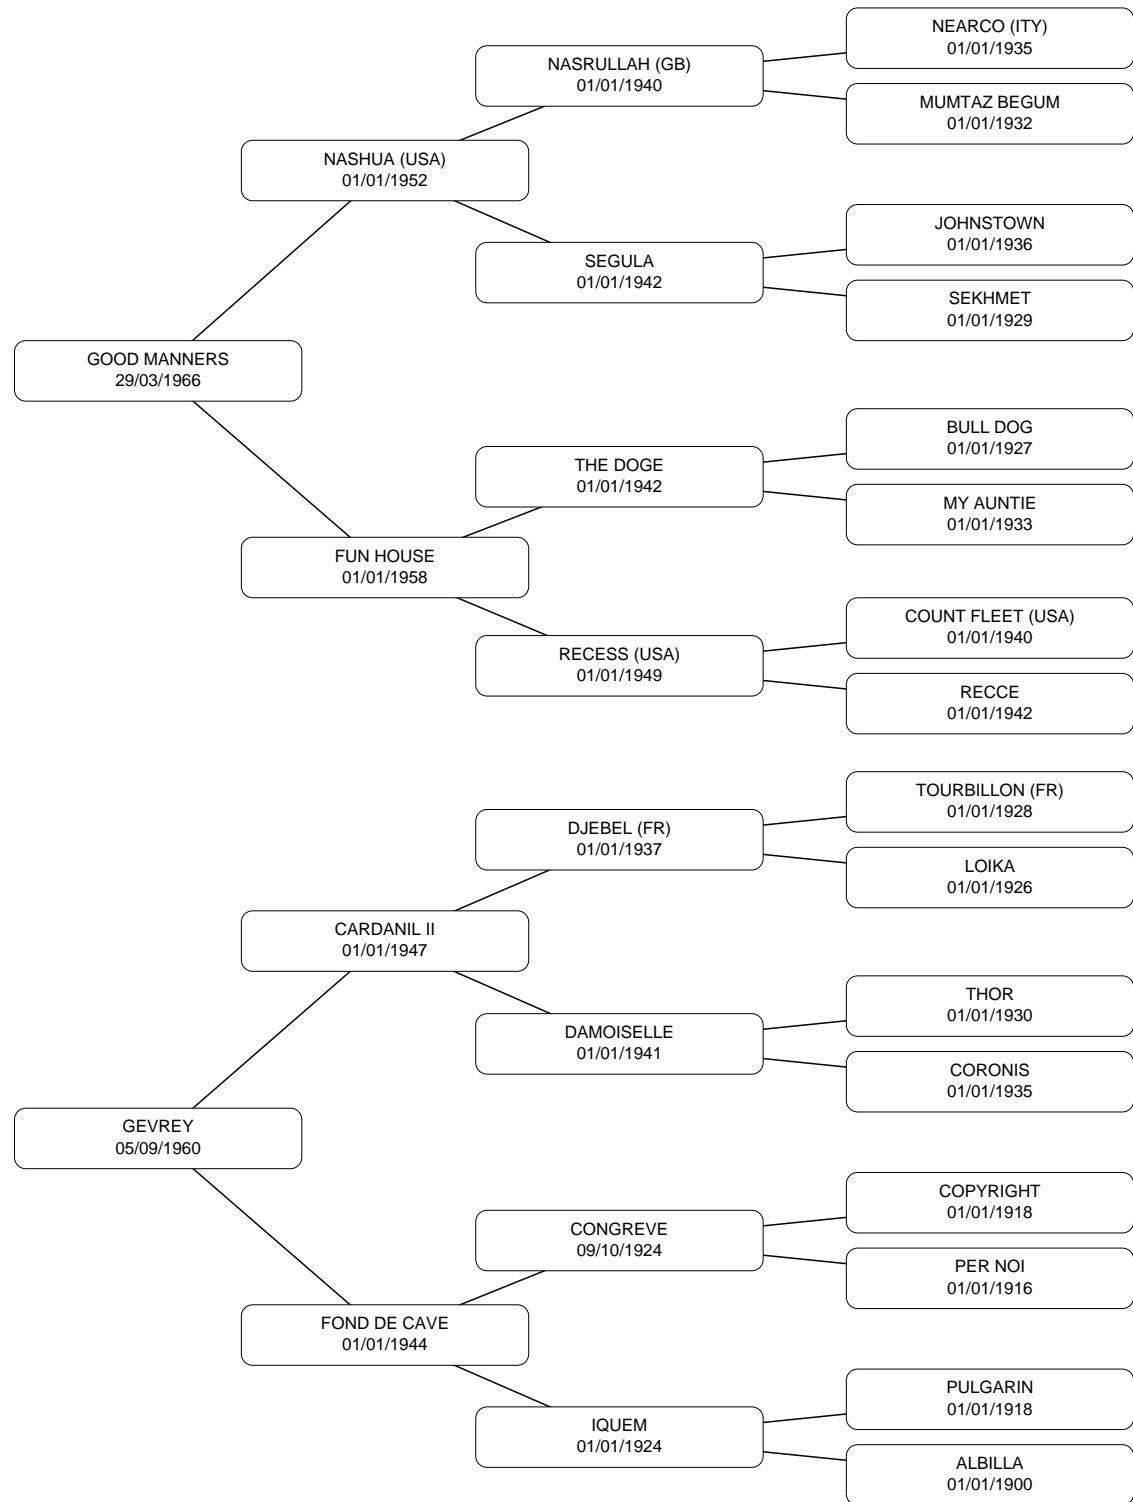 NEARCO (ITY)
01/01/1935
NASRULLAH (GB)
01/01/1940
MUMTAZ BEGUM
01/01/1932
NASHUA (USA)
01/01/1952
JOHNSTOWN
01/01/1936
SEGULA
01/01/1942
SEKHMET
01/01/1929
GOOD MANNERS
29/03/1966
BULL DOG
01/01/1927
THE DOGE
01/01/1942
MY AUNTIE
01/01/1933
FUN HOUSE
01/01/1958
COUNT FLEET (USA)
01/01/1940
RECESS (USA)
01/01/1949
RECCE
01/01/1942
TOURBILLON (FR)
01/01/1928
DJEBEL (FR)
01/01/1937
LOIKA
01/01/1926
CARDANIL II
01/01/1947
THOR
01/01/1930
DAMOISELLE
01/01/1941
CORONIS
01/01/1935
GEVREY
05/09/1960
COPYRIGHT
01/01/1918
CONGREVE
09/10/1924
PER NOI
01/01/1916
FOND DE CAVE
01/01/1944
PULGARIN
01/01/1918
IQUEM
01/01/1924
ALBILLA
01/01/1900